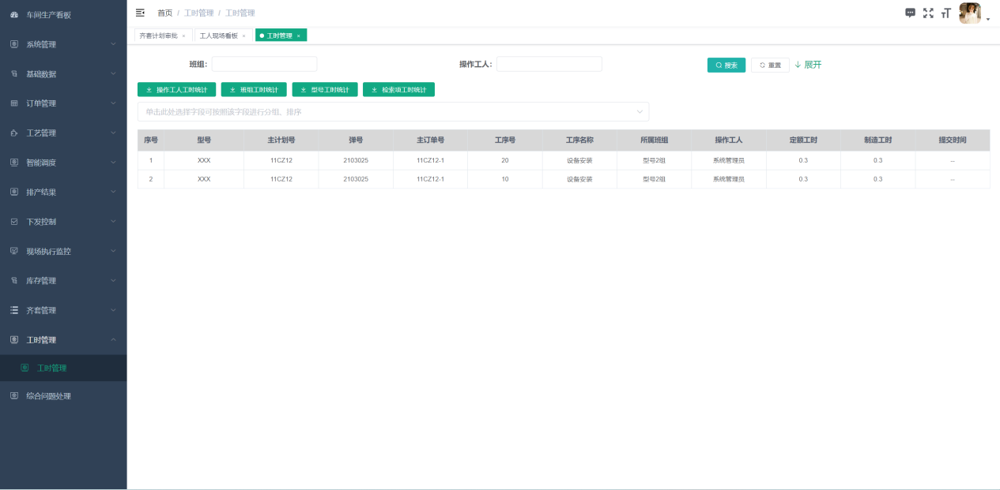 车间生产看板
系统管理
基础数据
订单管理
工艺管理
智能调度
排产结果
下发控制
现场执行监控
库存管理
齐套管理
工时管理
工时管理
综合问题处理
首页 / 工时管理 / 工时管理
齐套计划审批 × 工人现场看板 × 工时管理 ×
班组: 操作工人: 搜索 重置 展开
操作工人工时统计 班组工时统计 型号工时统计 检索项工时统计
单击此处选择字段可按照该字段进行分组、排序
序号 型号 主计划号 弹号 主订单号 工序号 工序名称 所属班组 操作工人 定额工时 制造工时 提交时间
1 XXX 11CZ12 2103025 11CZ12-1 20 设备安装 型号2组 系统管理员 0.3 0.3 --
2 XXX 11CZ12 2103025 11CZ12-1 10 设备安装 型号2组 系统管理员 0.3 0.3 --